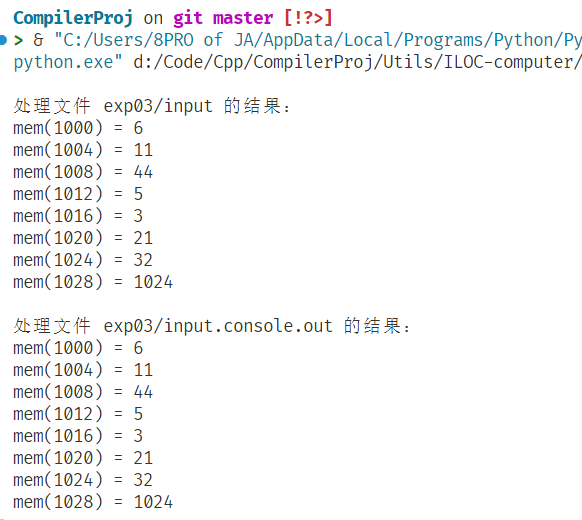 CompilerProj on git master [!?>]
> & "C:/Users/8PRO of JA/AppData/Local/Programs/Python/Py
python.exe" d:/Code/Cpp/CompilerProj/Utils/ILOC-computer/
处理文件 exp03/input 的结果:
mem(1000) = 6
mem(1004) = 11
mem(1008) = 44
mem(1012) = 5
mem(1016) = 3
mem(1020) = 21
mem(1024) = 32
mem(1028) = 1024
处理文件 exp03/input.console.out 的结果:
mem(1000) = 6
mem(1004) = 11
mem(1008) = 44
mem(1012) = 5
mem(1016) = 3
mem(1020) = 21
mem(1024) = 32
mem(1028) = 1024